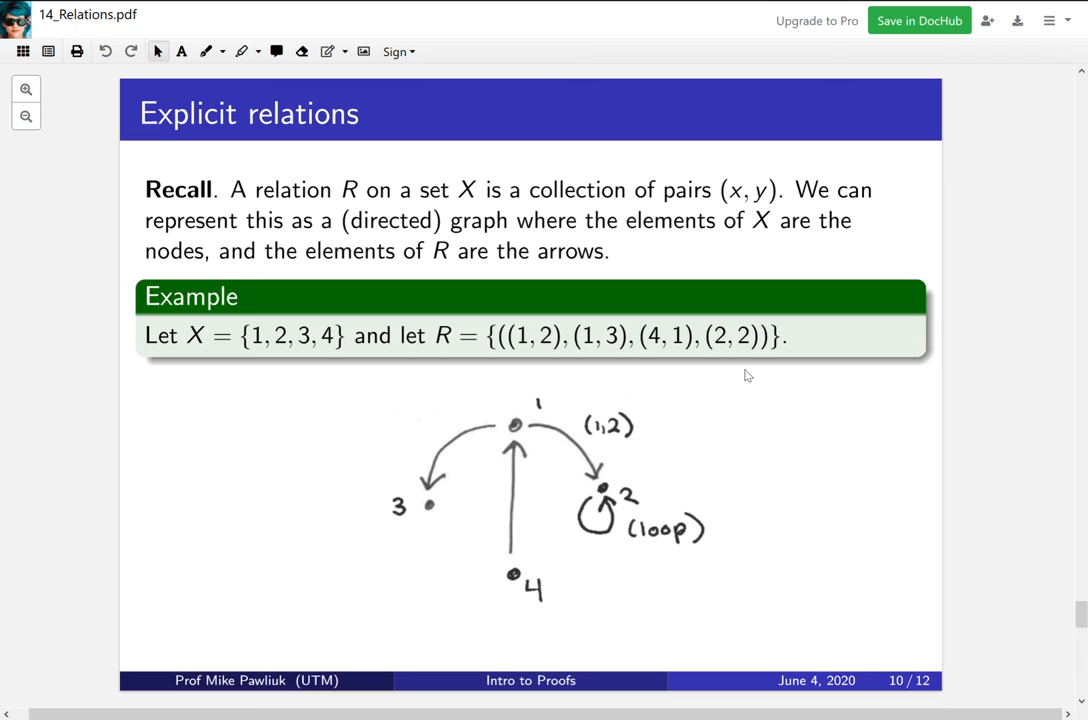 14_Relations.pdf
Upgrade to Pro
Save in DocHub
A
Sign
Explicit relations
Recall. A relation R on a set X is a collection of pairs (x, y). We can
represent this as a (directed) graph where the elements of X are the
nodes, and the elements of R are the arrows.
Example
Let X = {1, 2, 3, 4} and let R = {((1, 2), (1, 3), (4, 1), (2, 2))}.
1
(1,2)
3
2
(loop)
4
Prof Mike Pawliuk (UTM)
Intro to Proofs
June 4, 2020
10 / 12